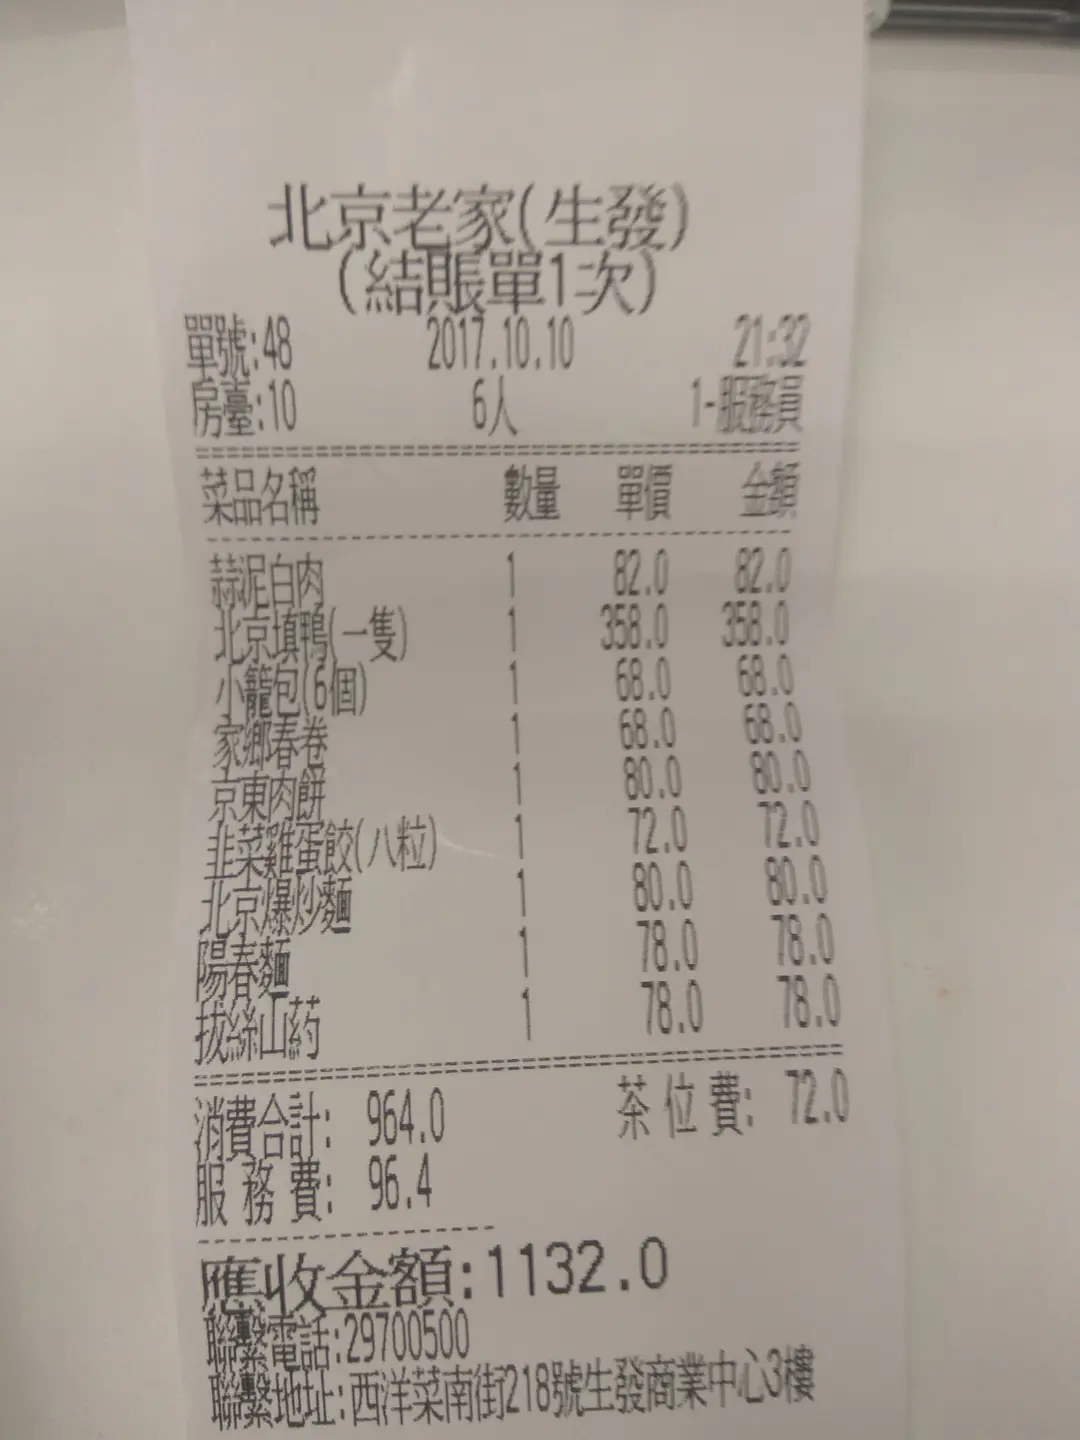 北京老家(生發)
(結賬單1次)
單號:48 2017.10.10 21:32
房臺:10 6人 1-服務員
菜品名稱 數量 單價 金額
蒜泥白肉 1 82.0 82.0
北京填鴨(一隻) 1 358.0 358.0
小籠包(6個) 1 68.0 68.0
家鄉春卷 1 68.0 68.0
京東肉餅 1 80.0 80.0
韭菜雞蛋餃(八粒) 1 72.0 72.0
北京爆炒麵 1 80.0 80.0
陽春麵 1 78.0 78.0
拔絲山药 1 78.0 78.0
消費合計: 964.0 茶位費: 72.0
服務費: 96.4
應收金額:1132.0
聯繫電話:29700500
聯繫地址:西洋菜南街218號生發商業中心3樓